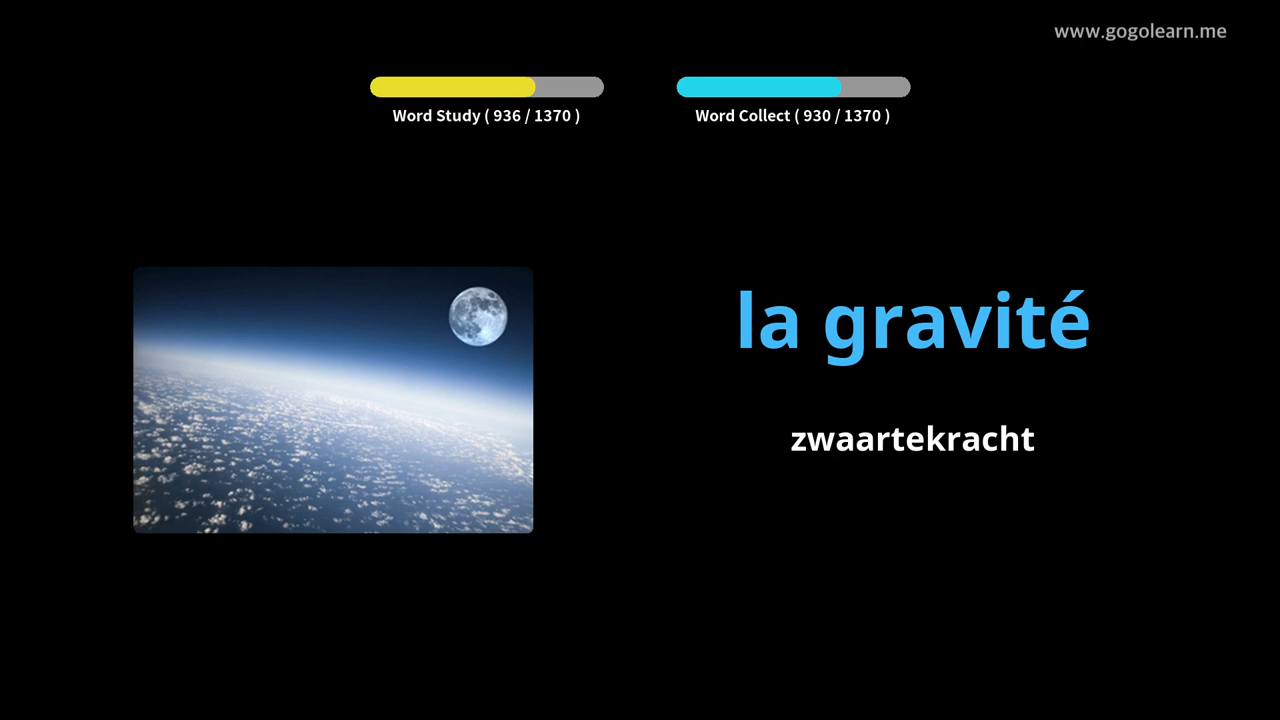 www.gogolearn.me
Word Study ( 936 / 1370 )
Word Collect ( 930 / 1370 )
la gravité
zwaartekracht